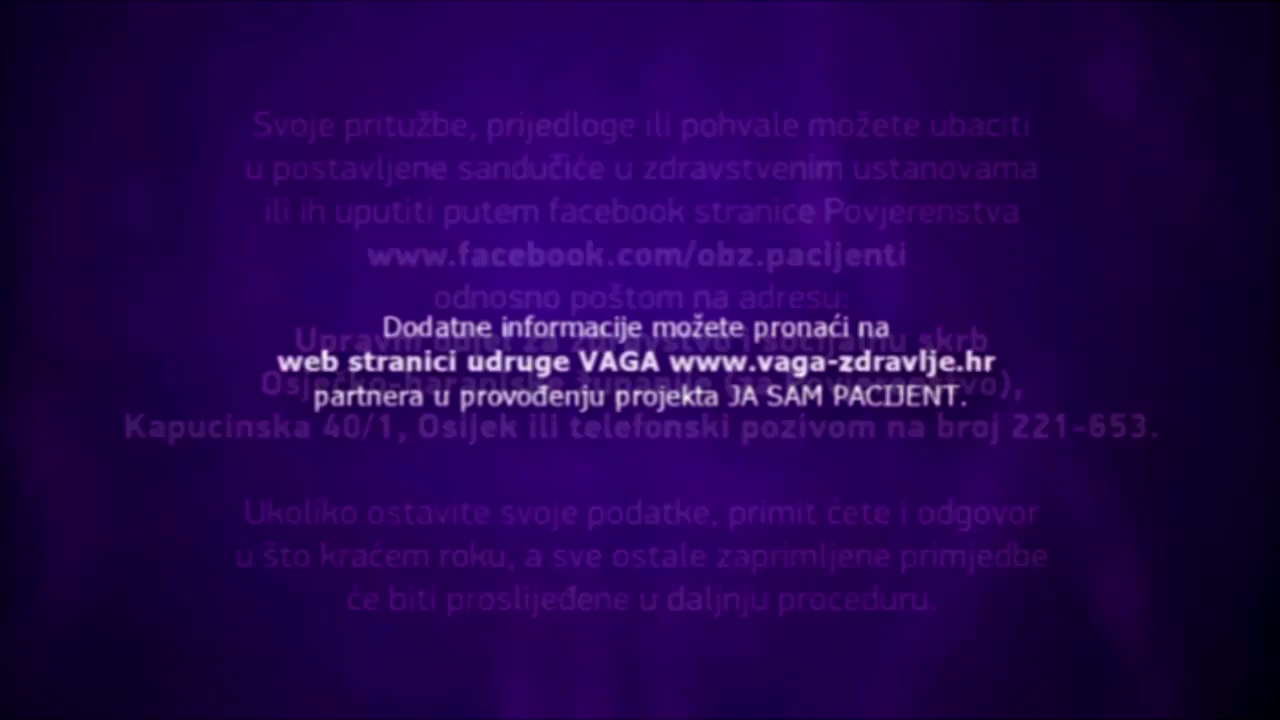 Svoje pritužbe, prijedloge ili pohvale možete ubaciti
u postavljene sandučiće u zdravstvenim ustanovama
ili ih uputiti putem facebook stranice Povjerenstva
www.facebook.com/obz.pacijenti
odnosno poštom na adresu:
Dodatne informacije možete pronaći na
Upravni skrb
web stranici udruge VAGA www.vaga-zdravlje.hr
partnera u provođenju projekta JA SAM PACIJENT.
Kapucinska 40/1, Osijek ili telefonski pozivom na broj 221-653.
Ukoliko ostavite svoje podatke, primit ćete i odgovor
u što kraćem roku, a sve ostale zaprimljene primjedbe
će biti proslijeđene u daljnju proceduru.